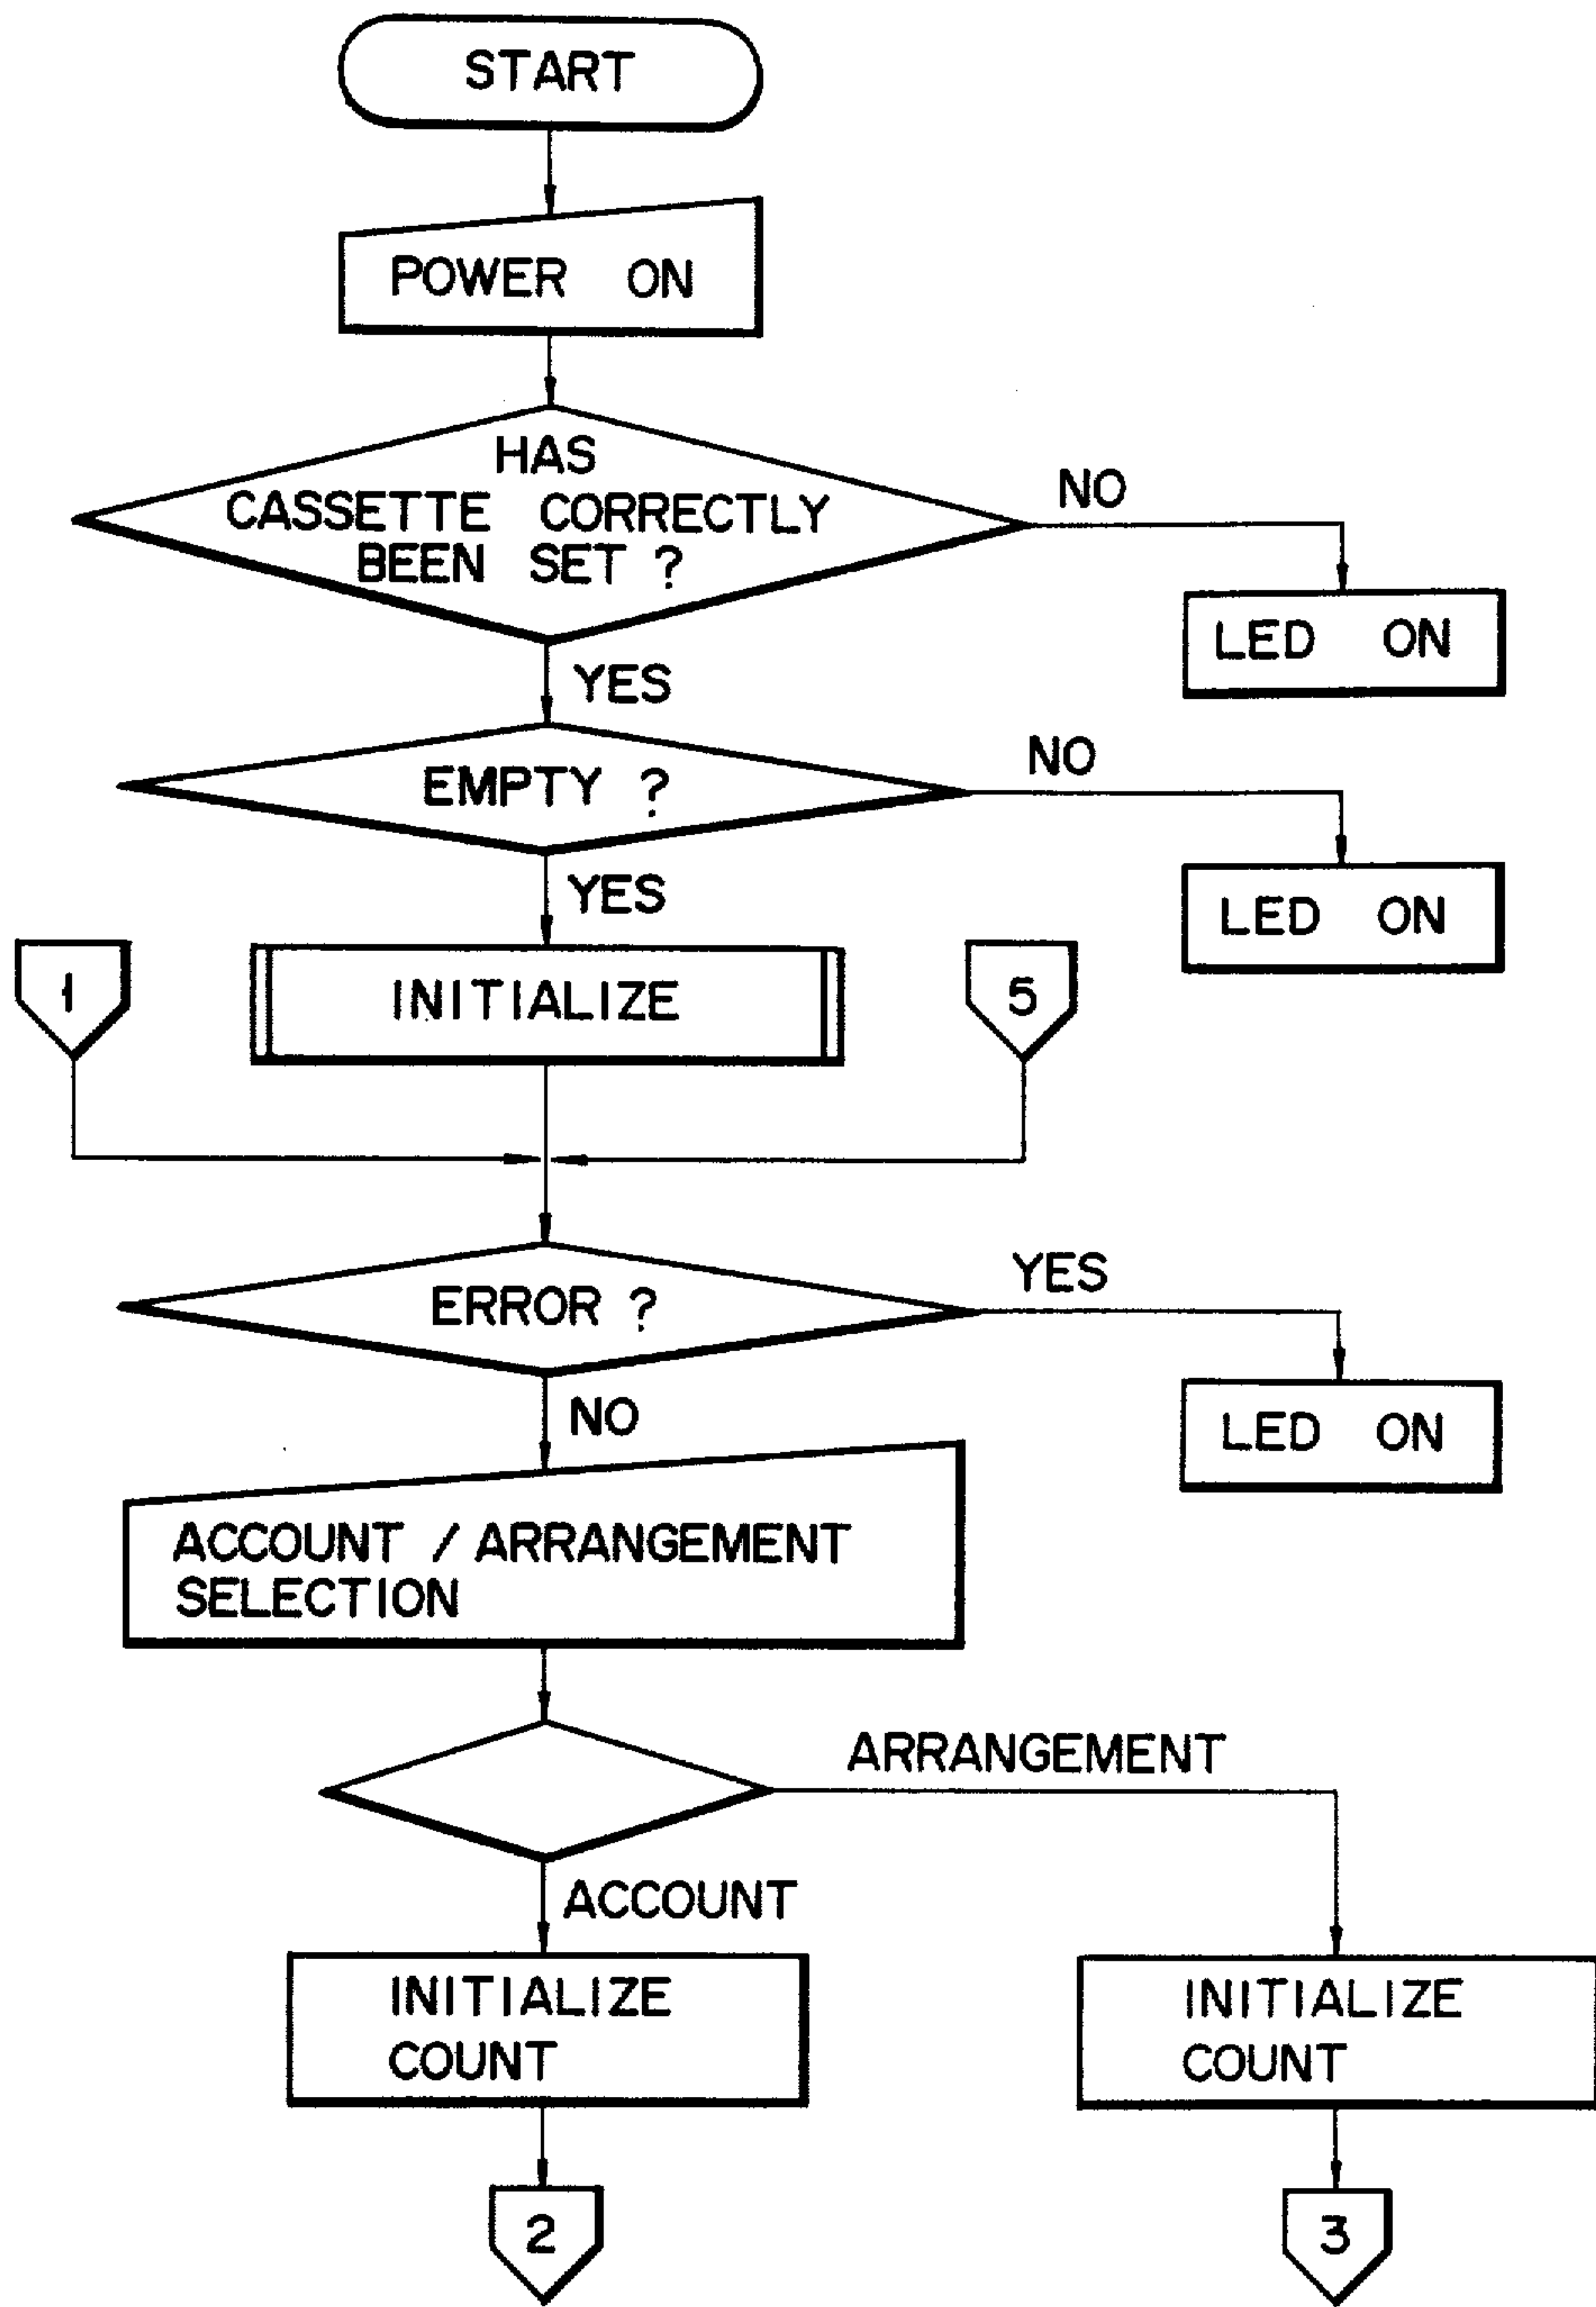 START
POWER ON
HAS
CASSETTE CORRECTLY
BEEN SET ?
NO
LED ON
YES
EMPTY ?
NO
LED ON
YES
1
INITIALIZE
5
ERROR ?
YES
LED ON
NO
ACCOUNT / ARRANGEMENT
SELECTION
ARRANGEMENT
ACCOUNT
INITIALIZE
COUNT
INITIALIZE
COUNT
2
3